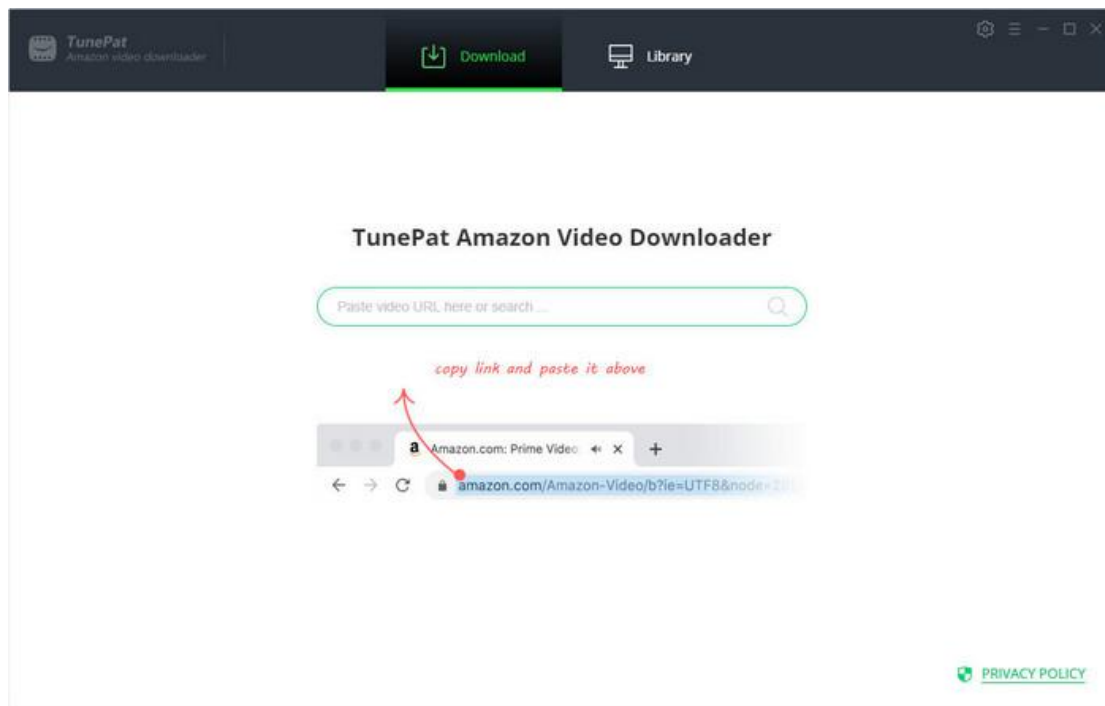 TunePat
Amazon video downloader
Download
Library
TunePat Amazon Video Downloader
Paste video URL here or search ...
copy link and paste it above
a Amazon.com: Prime Video
amazon.com/Amazon-Video/b?ie=UTF8&node=
PRIVACY POLICY